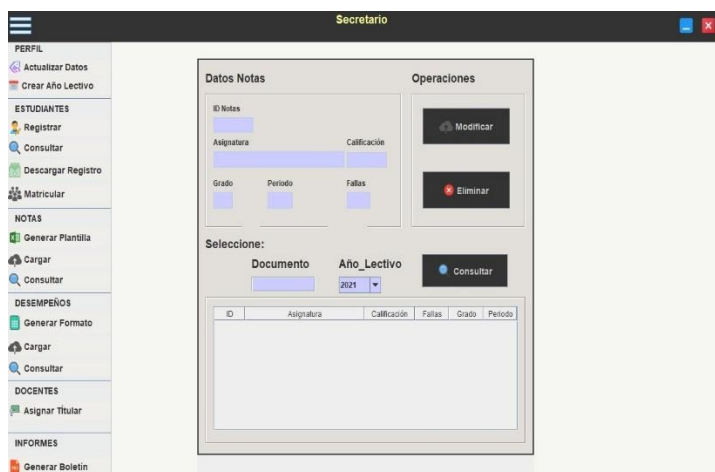 Secretario
PERFIL
Actualizar Datos
Crear Año Lectivo
ESTUDIANTES
Registrar
Consultar
Descargar Registro
Matricular
NOTAS
Generar Plantilla
Cargar
Consultar
DESEMPEÑOS
Generar Formato
Cargar
Consultar
DOCENTES
Asignar Titular
INFORMES
Generar Boletin
Datos Notas
ID Notas
Asignatura Calificación
Grado Periodo Fallas
Operaciones
Modificar
Eliminar
Seleccione:
Documento Año_Lectivo
2021
Consultar
ID Asignatura Calificación Fallas Grado Periodo